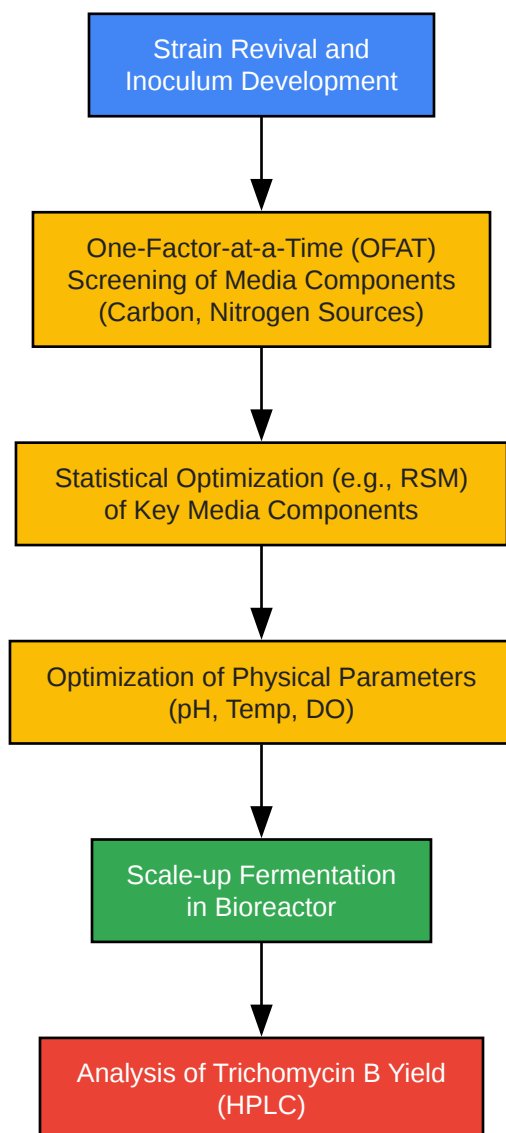 Strain Revival and
Inoculum Development
One-Factor-at-a-Time (OFAT)
Screening of Media Components
(Carbon, Nitrogen Sources)
Statistical Optimization (e.g., RSM)
of Key Media Components
Optimization of Physical Parameters
(pH, Temp, DO)
Scale-up Fermentation
in Bioreactor
Analysis of Trichomycin B Yield
(HPLC)